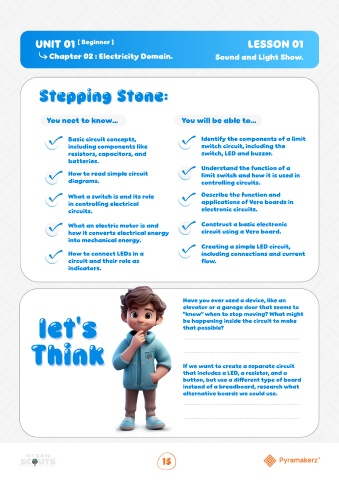 UNIT 01 [ Beginner ]
Chapter 02 : Electricity Domain.
LESSON 01
Sound and Light Show.
Stepping Stone:
You neet to know...
Basic circuit concepts,
including components like
resistors, capacitors, and
batteries.
How to read simple circuit
diagrams.
What a switch is and its role
in controlling electrical
circuits.
What an electric motor is and
how it converts electrical energy
into mechanical energy.
How to connect LEDs in a
circuit and their role as
indicators.
You will be able to...
Identify the components of a limit
switch circuit, including the
switch, LED and buzzer.
Understand the function of a
limit switch and how it is used in
controlling circuits.
Describe the function and
applications of Vero boards in
electronic circuits.
Construct a basic electronic
circuit using a Vero board.
Creating a simple LED circuit,
including connections and current
flow.
let's
Think
Have you ever used a device, like an
elevator or a garage door that seems to
"know" when to stop moving? What might
be happening inside the circuit to make
that possible?
If we want to create a separate circuit
that includes a LED, a resistor, and a
button, but use a different type of board
instead of a breadboard, research what
alternative boards we could use.
STEAM
SCOUTS
15
Pyramakerz